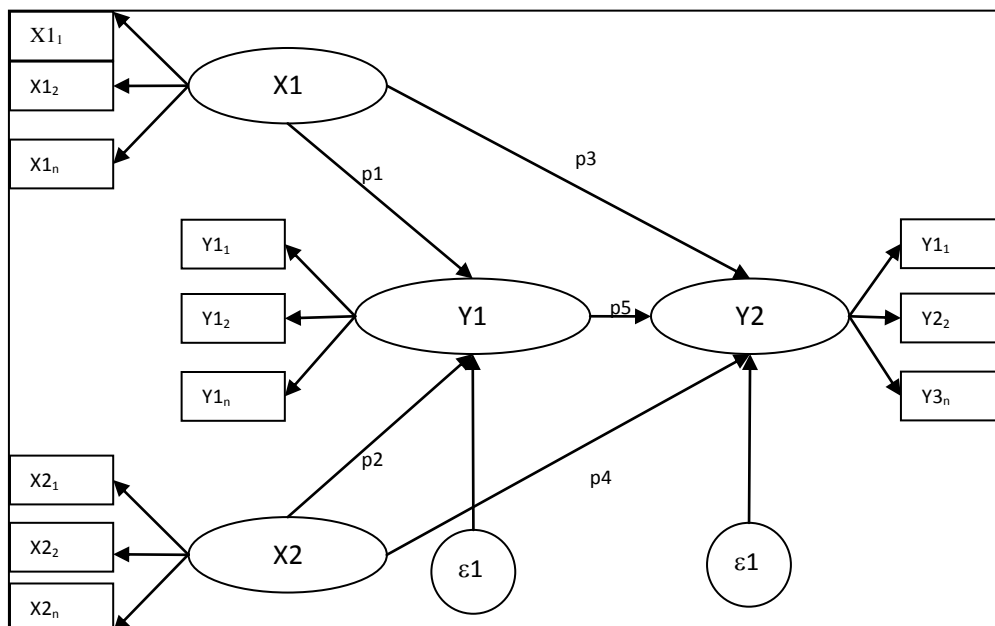 X1₁
X1₂
X1ₙ
X1
p3
p1
Y1₁
Y1₂
Y1ₙ
Y1
p5
Y2
Y1₁
Y2₂
Y3ₙ
p2
p4
X2₁
X2₂
X2ₙ
X2
ε1
ε1